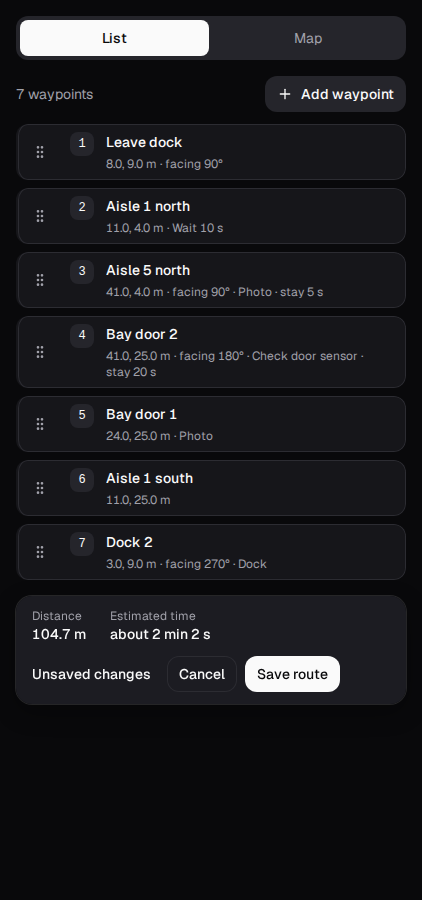 List
Map
7 waypoints
Add waypoint
1
Leave dock
8.0, 9.0 m · facing 90°
2
Aisle 1 north
11.0, 4.0 m · Wait 10 s
3
Aisle 5 north
41.0, 4.0 m · facing 90° · Photo · stay 5 s
4
Bay door 2
41.0, 25.0 m · facing 180° · Check door sensor ·
stay 20 s
5
Bay door 1
24.0, 25.0 m · Photo
6
Aisle 1 south
11.0, 25.0 m
7
Dock 2
3.0, 9.0 m · facing 270° · Dock
Distance
Estimated time
104.7 m
about 2 min 2 s
Unsaved changes
Cancel
Save route